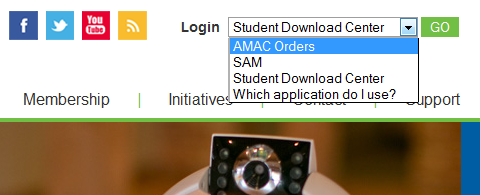 You Tube
Login Student Download Center GO
AMAC Orders
SAM
Student Download Center
Which application do I use?
Membership | Initiatives | Contact | Support